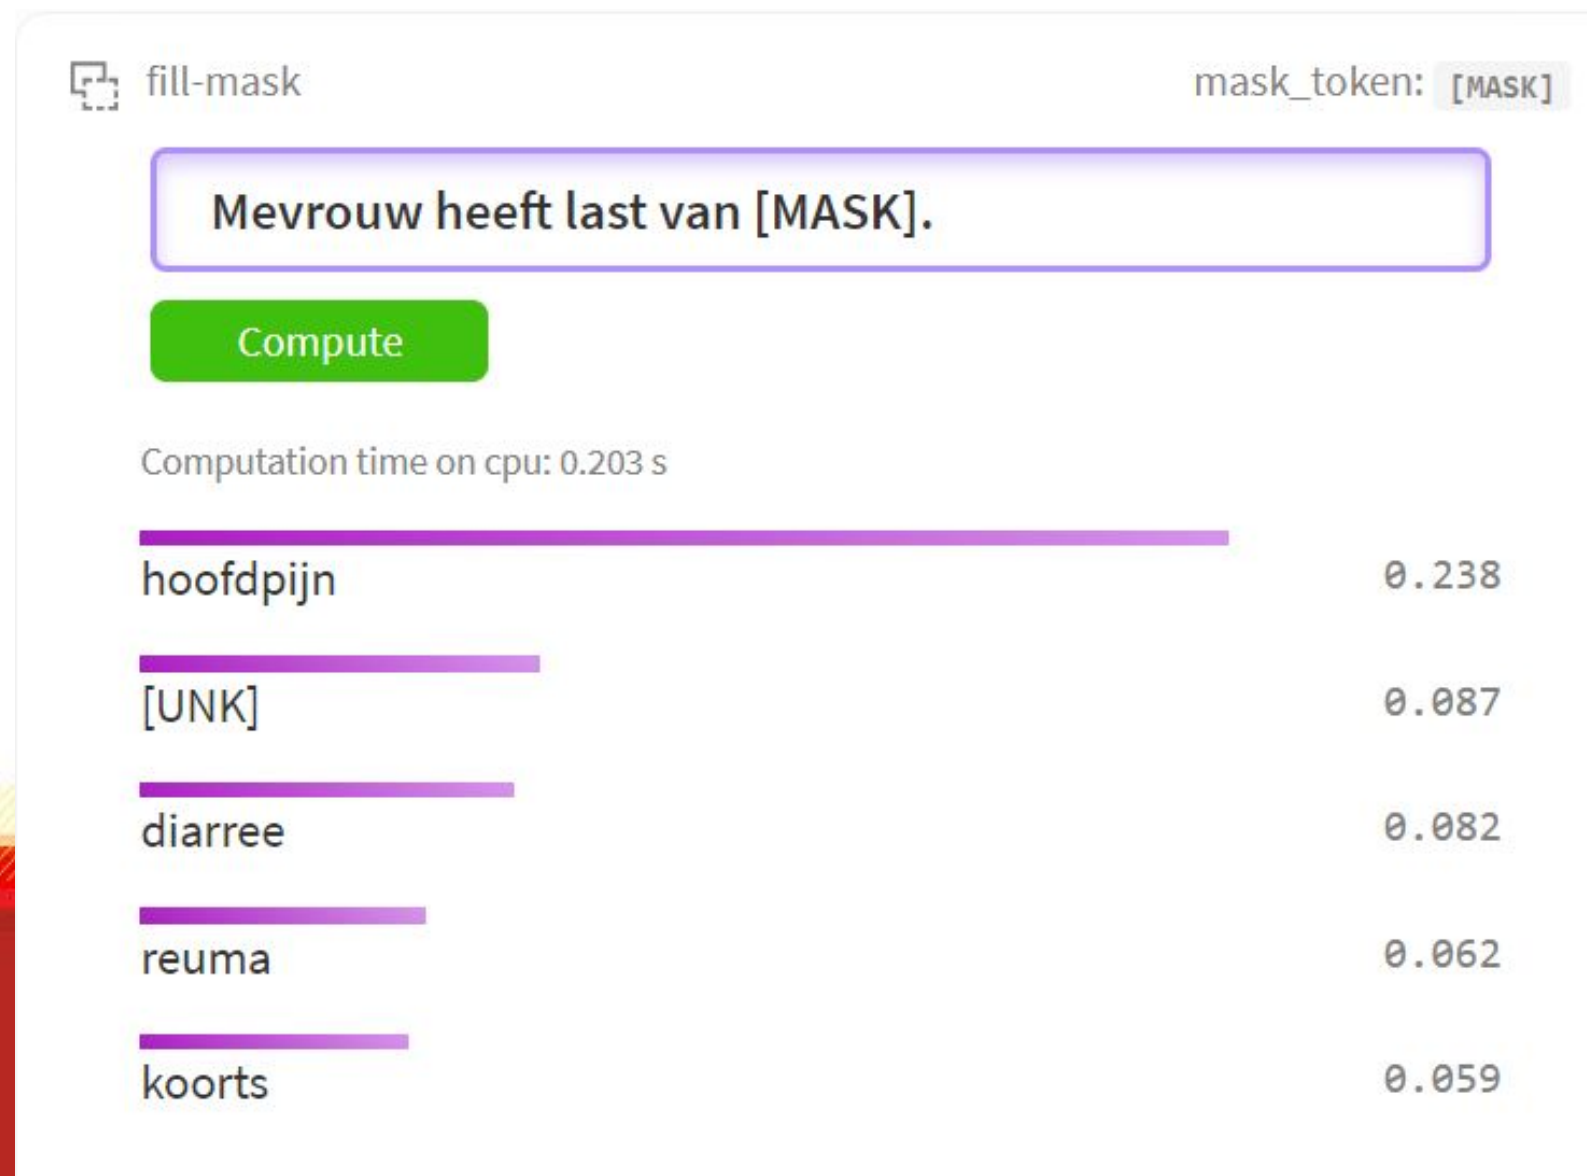 fill-mask mask_token: [MASK]
Mevrouw heeft last van [MASK].
Compute
Computation time on cpu: 0.203 s
hoofdpijn 0.238
[UNK] 0.087
diarree 0.082
reuma 0.062
koorts 0.059